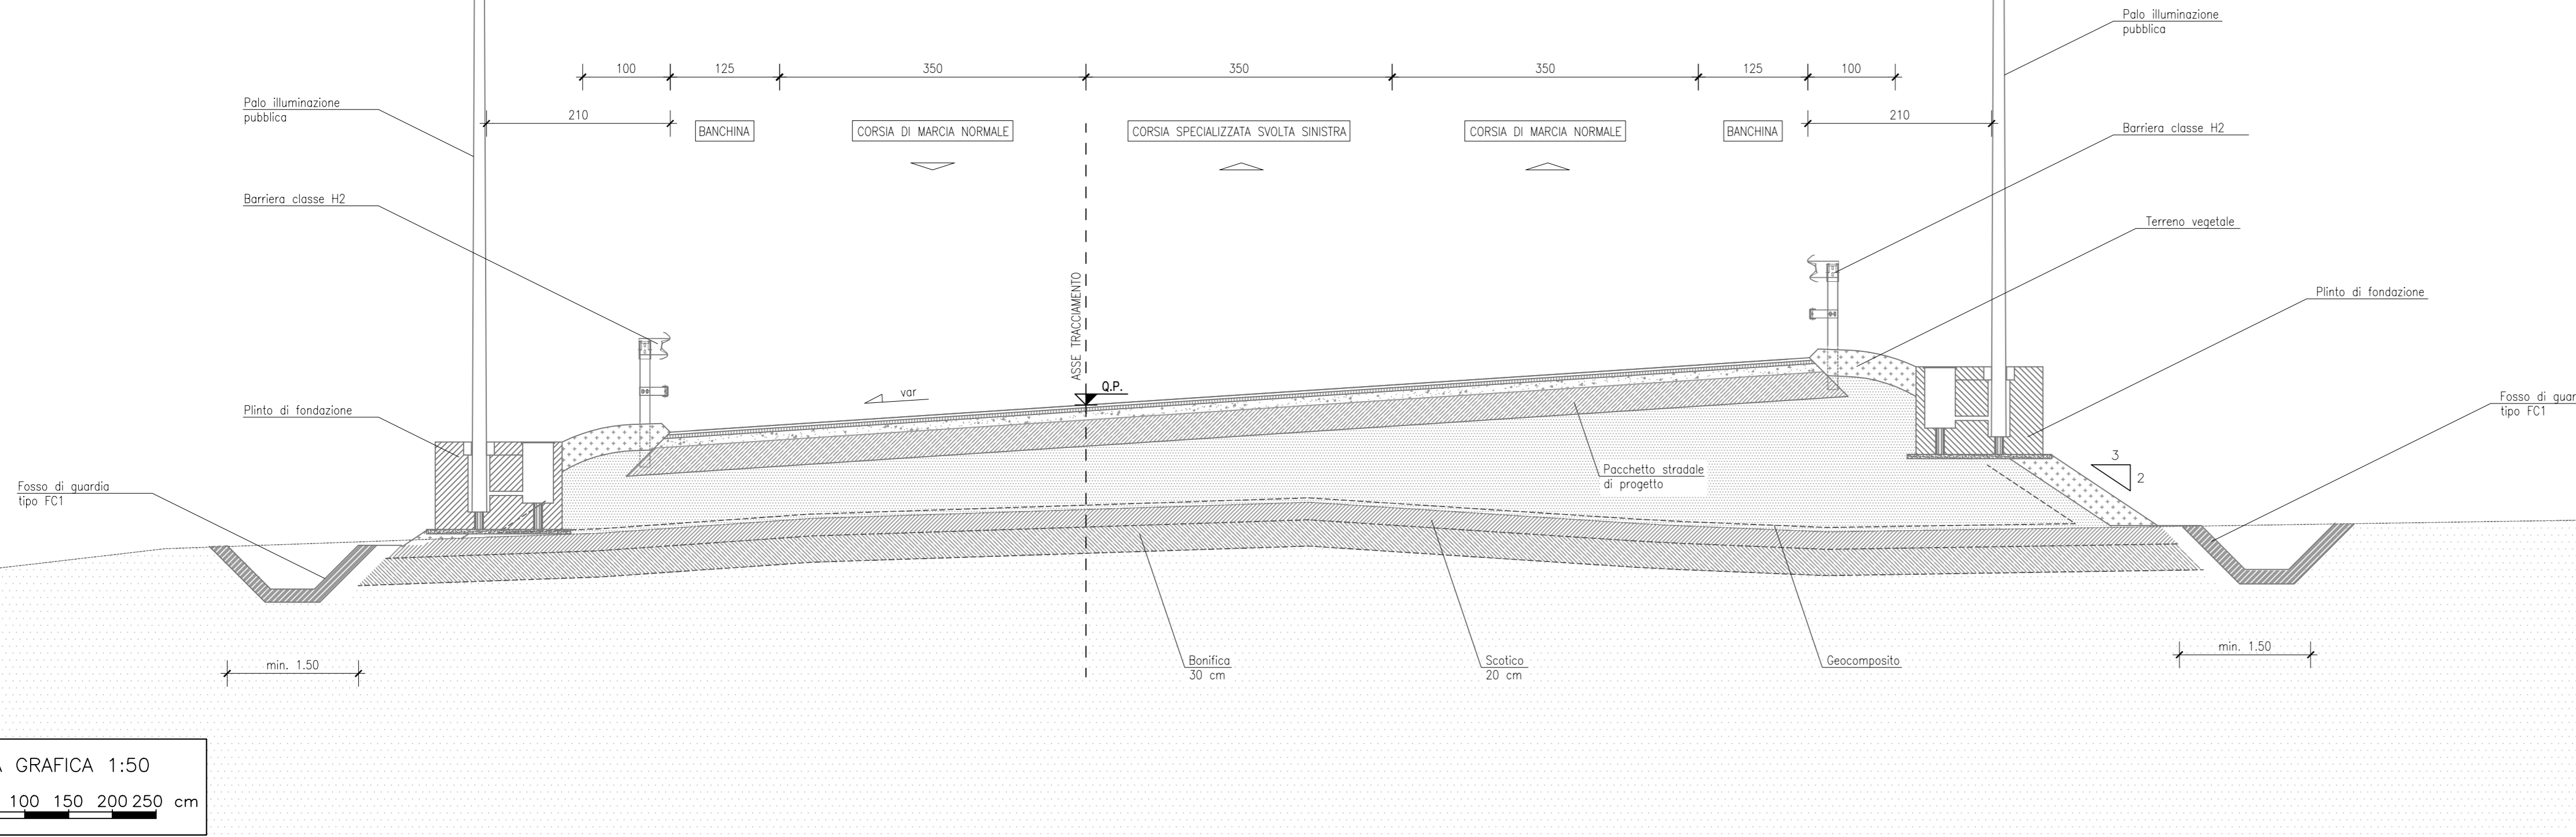 Palo illuminazione
pubblica
100
125
350
350
350
125
100
Palo illuminazione
pubblica
210
210
BANCHINA
CORSIA DI MARCIA NORMALE
CORSIA SPECIALIZZATA SVOLTA SINISTRA
CORSIA DI MARCIA NORMALE
BANCHINA
Barriera classe H2
Barriera classe H2
Terreno vegetale
ASSE TRACCIAMENTO
Plinto di fondazione
var
Q.P.
Plinto di fondazione
Fosso di guar
tipo FC1
3
2
Pacchetto stradale
di progetto
Fosso di guardia
tipo FC1
min. 1.50
Bonifica
30 cm
Scotico
20 cm
Geocomposito
min. 1.50
A GRAFICA 1:50
100 150 200 250 cm